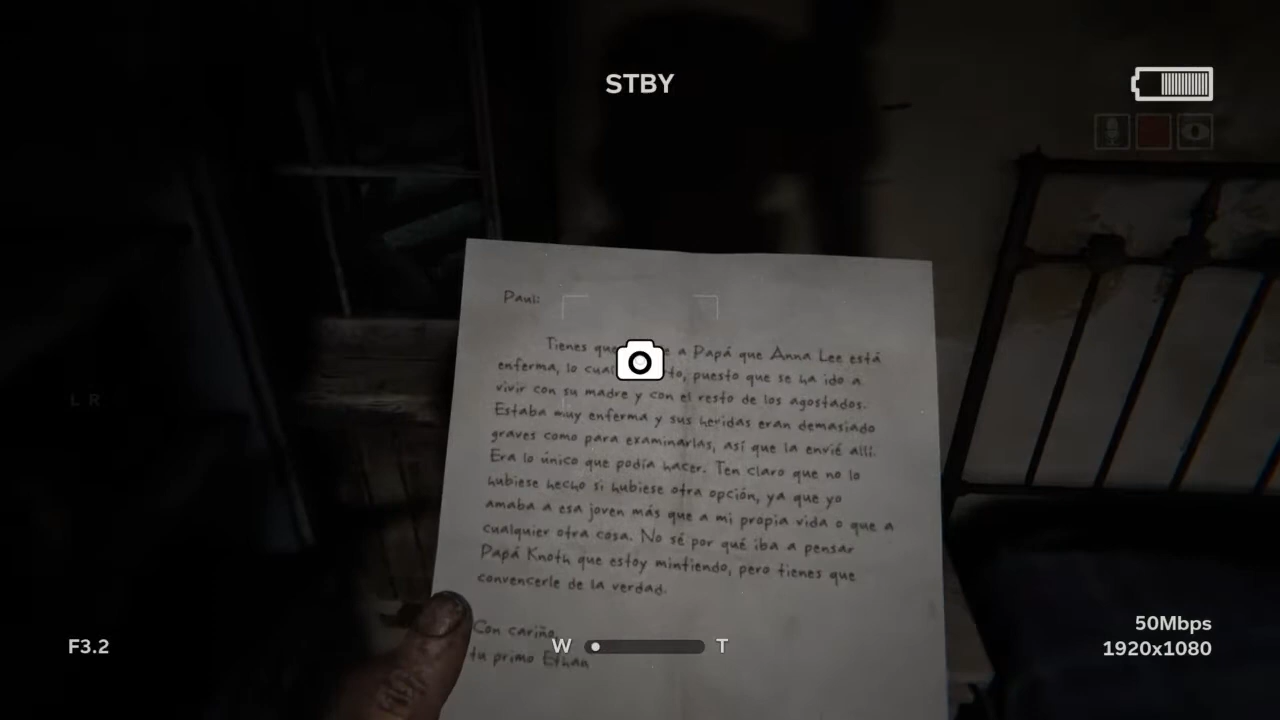 STBY
L R
Paul:
Tienes que e a Papá que Anna Lee está
enferma, lo cual to, puesto que se ha ido a
vivir con su madre y con el resto de los agostados.
Estaba muy enferma y sus heridas eran demasiado
graves como para examinarlas, así que la envié allí.
Era lo único que podía hacer. Ten claro que no lo
hubiese hecho si hubiese otra opción, ya que yo
amaba a esa joven más que a mi propia vida o que a
cualquier otra cosa. No sé por qué iba a pensar
Papá Knoth que estoy mintiendo, pero tienes que
convencerle de la verdad.
Con cariño,
tu primo Ethan
F3.2
W T
50Mbps
1920x1080